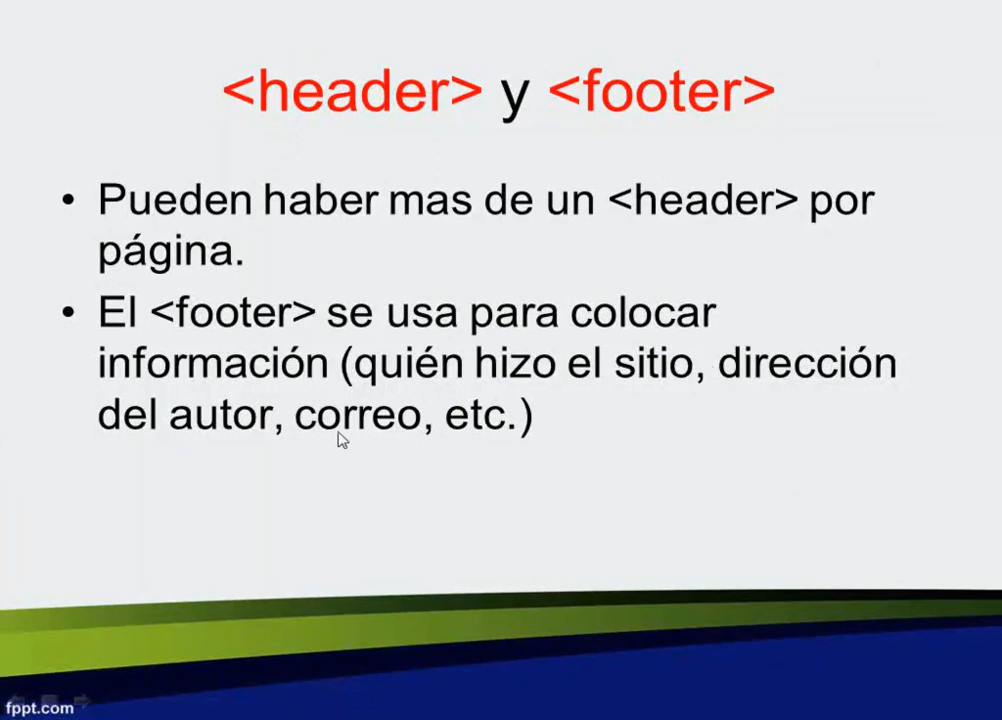 <header> y <footer>
• Pueden haber mas de un <header> por
página.
• El <footer> se usa para colocar
información (quién hizo el sitio, dirección
del autor, correo, etc.)
fppt.com